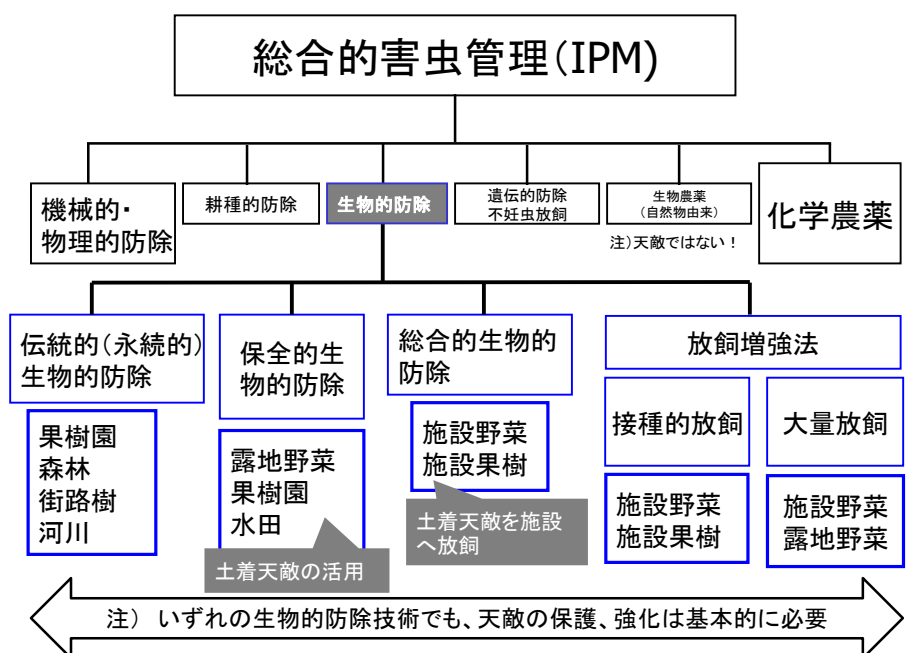 総合的害虫管理(IPM)
機械的・
物理的防除
耕種的防除
生物的防除
遺伝的防除
不妊虫放飼
生物農薬
(自然物由来)
注)天敵ではない！
化学農薬
伝統的(永続的)
生物的防除
果樹園
森林
街路樹
河川
保全的生
物的防除
露地野菜
果樹園
水田
土着天敵の活用
総合的生物的
防除
施設野菜
施設果樹
土着天敵を施設
へ放飼
放飼増強法
接種的放飼
施設野菜
施設果樹
大量放飼
施設野菜
露地野菜
注） いずれの生物的防除技術でも、天敵の保護、強化は基本的に必要